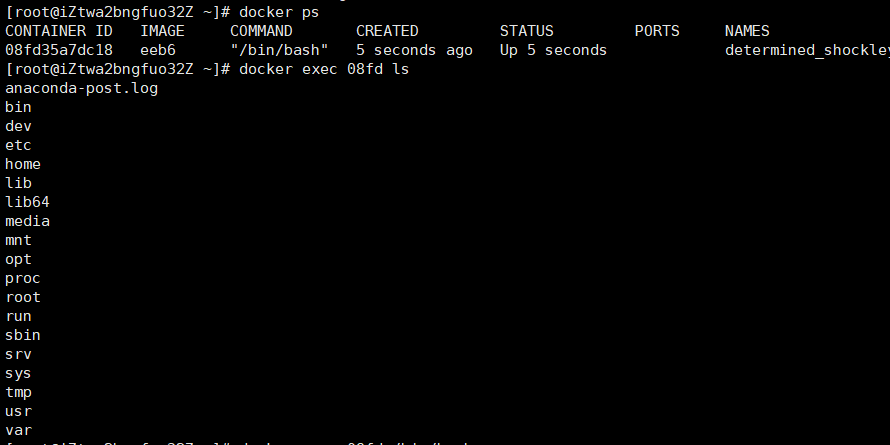 [root@iZtwa2bngfuo32Z ~]# docker ps
CONTAINER ID   IMAGE     COMMAND       CREATED         STATUS         PORTS     NAMES
08fd35a7dc18   eeb6      "/bin/bash"   5 seconds ago   Up 5 seconds             determined_shockley
[root@iZtwa2bngfuo32Z ~]# docker exec 08fd ls
anaconda-post.log
bin
dev
etc
home
lib
lib64
media
mnt
opt
proc
root
run
sbin
srv
sys
tmp
usr
var